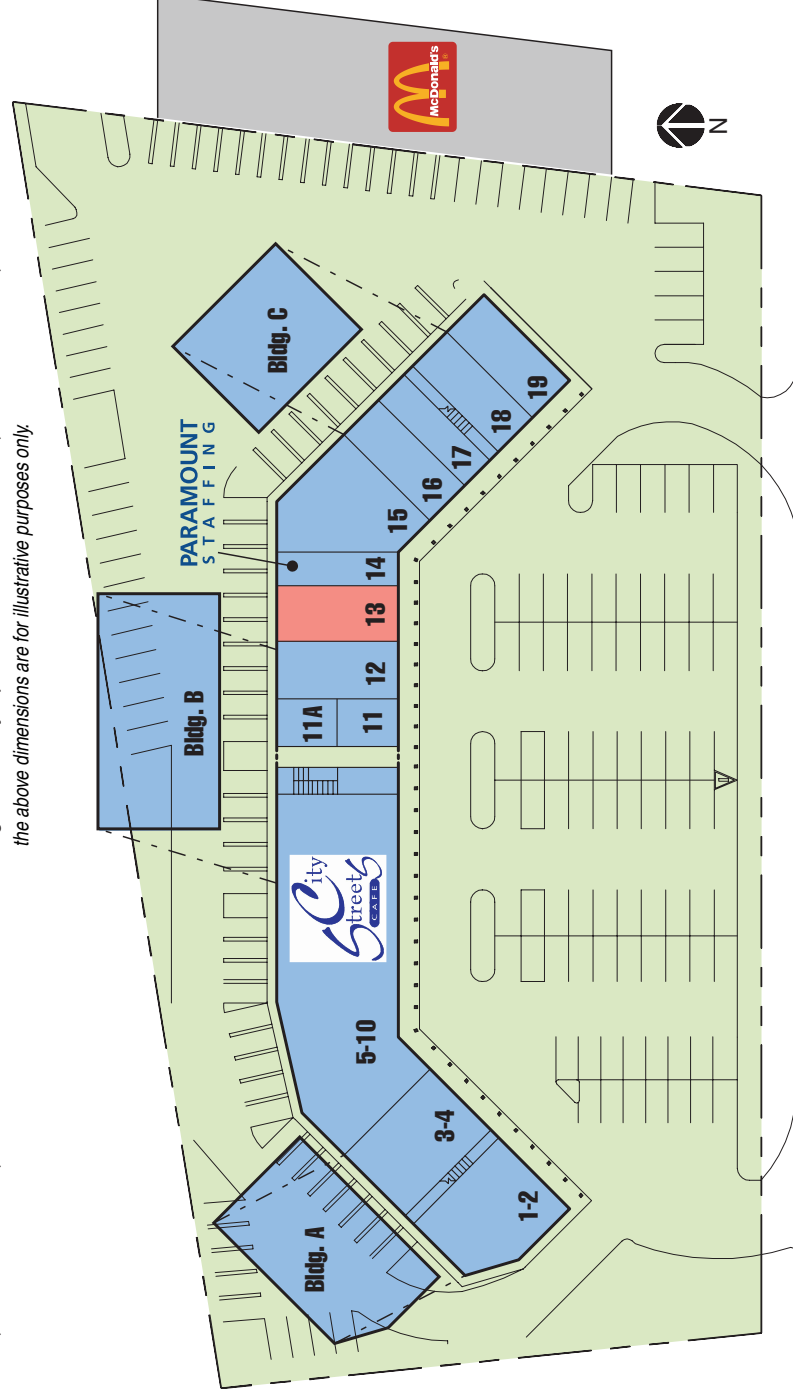 the above dimensions are for illustrative purposes only.
McDonald's
®
N
Bldg. C
PARAMOUNT
STAFFING
Bldg. B
Bldg. A
19
18
17
16
15
14
13
12
11
11A
City
Streets
CAFE
5-10
3-4
1-2